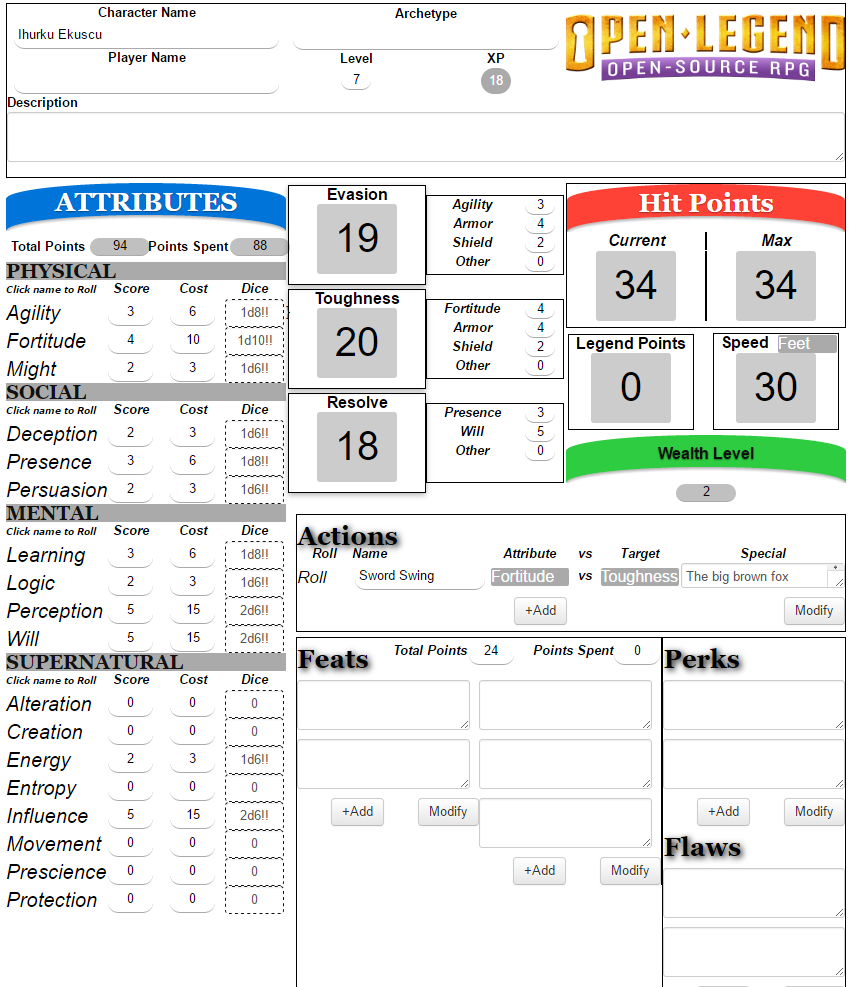 Character Name
Archetype
OPEN LEGEND
OPEN-SOURCE RPG
Ihurku Ekuscu
Player Name
Level
XP
7
18
Description
ATTRIBUTES
Total Points 94 Points Spent 88
PHYSICAL
Click name to Roll Score Cost Dice
Agility 3 6 1d8!!
Fortitude 4 10 1d10!!
Might 2 3 1d6!!
SOCIAL
Click name to Roll Score Cost Dice
Deception 2 3 1d6!!
Presence 3 6 1d8!!
Persuasion 2 3 1d6!!
MENTAL
Click name to Roll Score Cost Dice
Learning 3 6 1d8!!
Logic 2 3 1d6!!
Perception 5 15 2d6!!
Will 5 15 2d6!!
SUPERNATURAL
Click name to Roll Score Cost Dice
Alteration 0 0 0
Creation 0 0 0
Energy 2 3 1d6!!
Entropy 0 0 0
Influence 5 15 2d6!!
Movement 0 0 0
Prescience 0 0 0
Protection 0 0 0
Evasion
19
Agility 3
Armor 4
Shield 2
Other 0
Toughness
20
Fortitude 4
Armor 4
Shield 2
Other 0
Resolve
18
Presence 3
Will 5
Other 0
Hit Points
Current Max
34 34
Legend Points
0
Speed Feet
30
Wealth Level
2
Actions
Roll Name Attribute vs Target Special
Roll Sword Swing Fortitude vs Toughness The big brown fox
+Add Modify
Feats Total Points 24 Points Spent 0
+Add Modify
+Add Modify
Perks
+Add Modify
Flaws